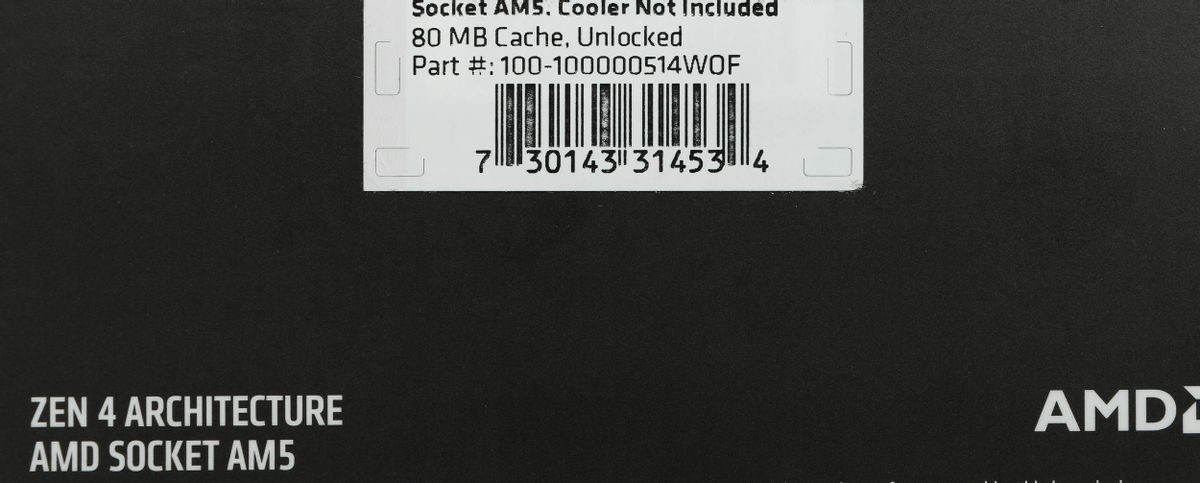 Socket AM5, Cooler Not Included
80 MB Cache, Unlocked
Part #: 100-100000514WOF
7 30143 31453 4
ZEN 4 ARCHITECTURE
AMD SOCKET AM5
AMD